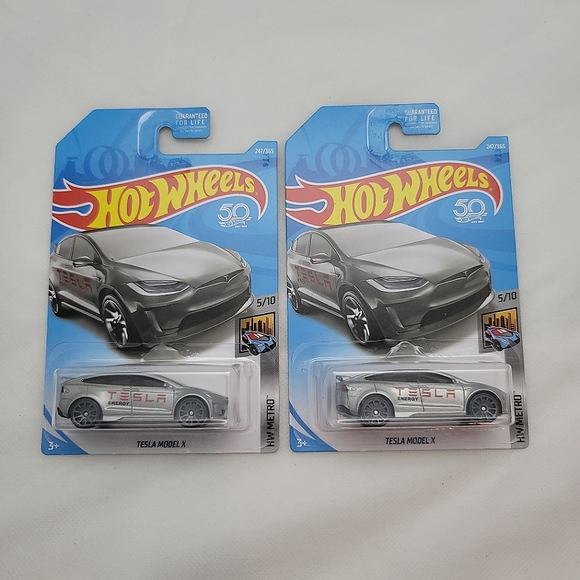 GUARANTEED
FOR LIFE
247/365
HOT WHEELS
50
TESLA
5/10
HW METRO
TESLA
ENERGY
3+
TESLA MODEL X
GUARANTEED
FOR LIFE
247/365
HOT WHEELS
50
TESLA
5/10
HW METRO
TESLA
ENERGY
3+
TESLA MODEL X